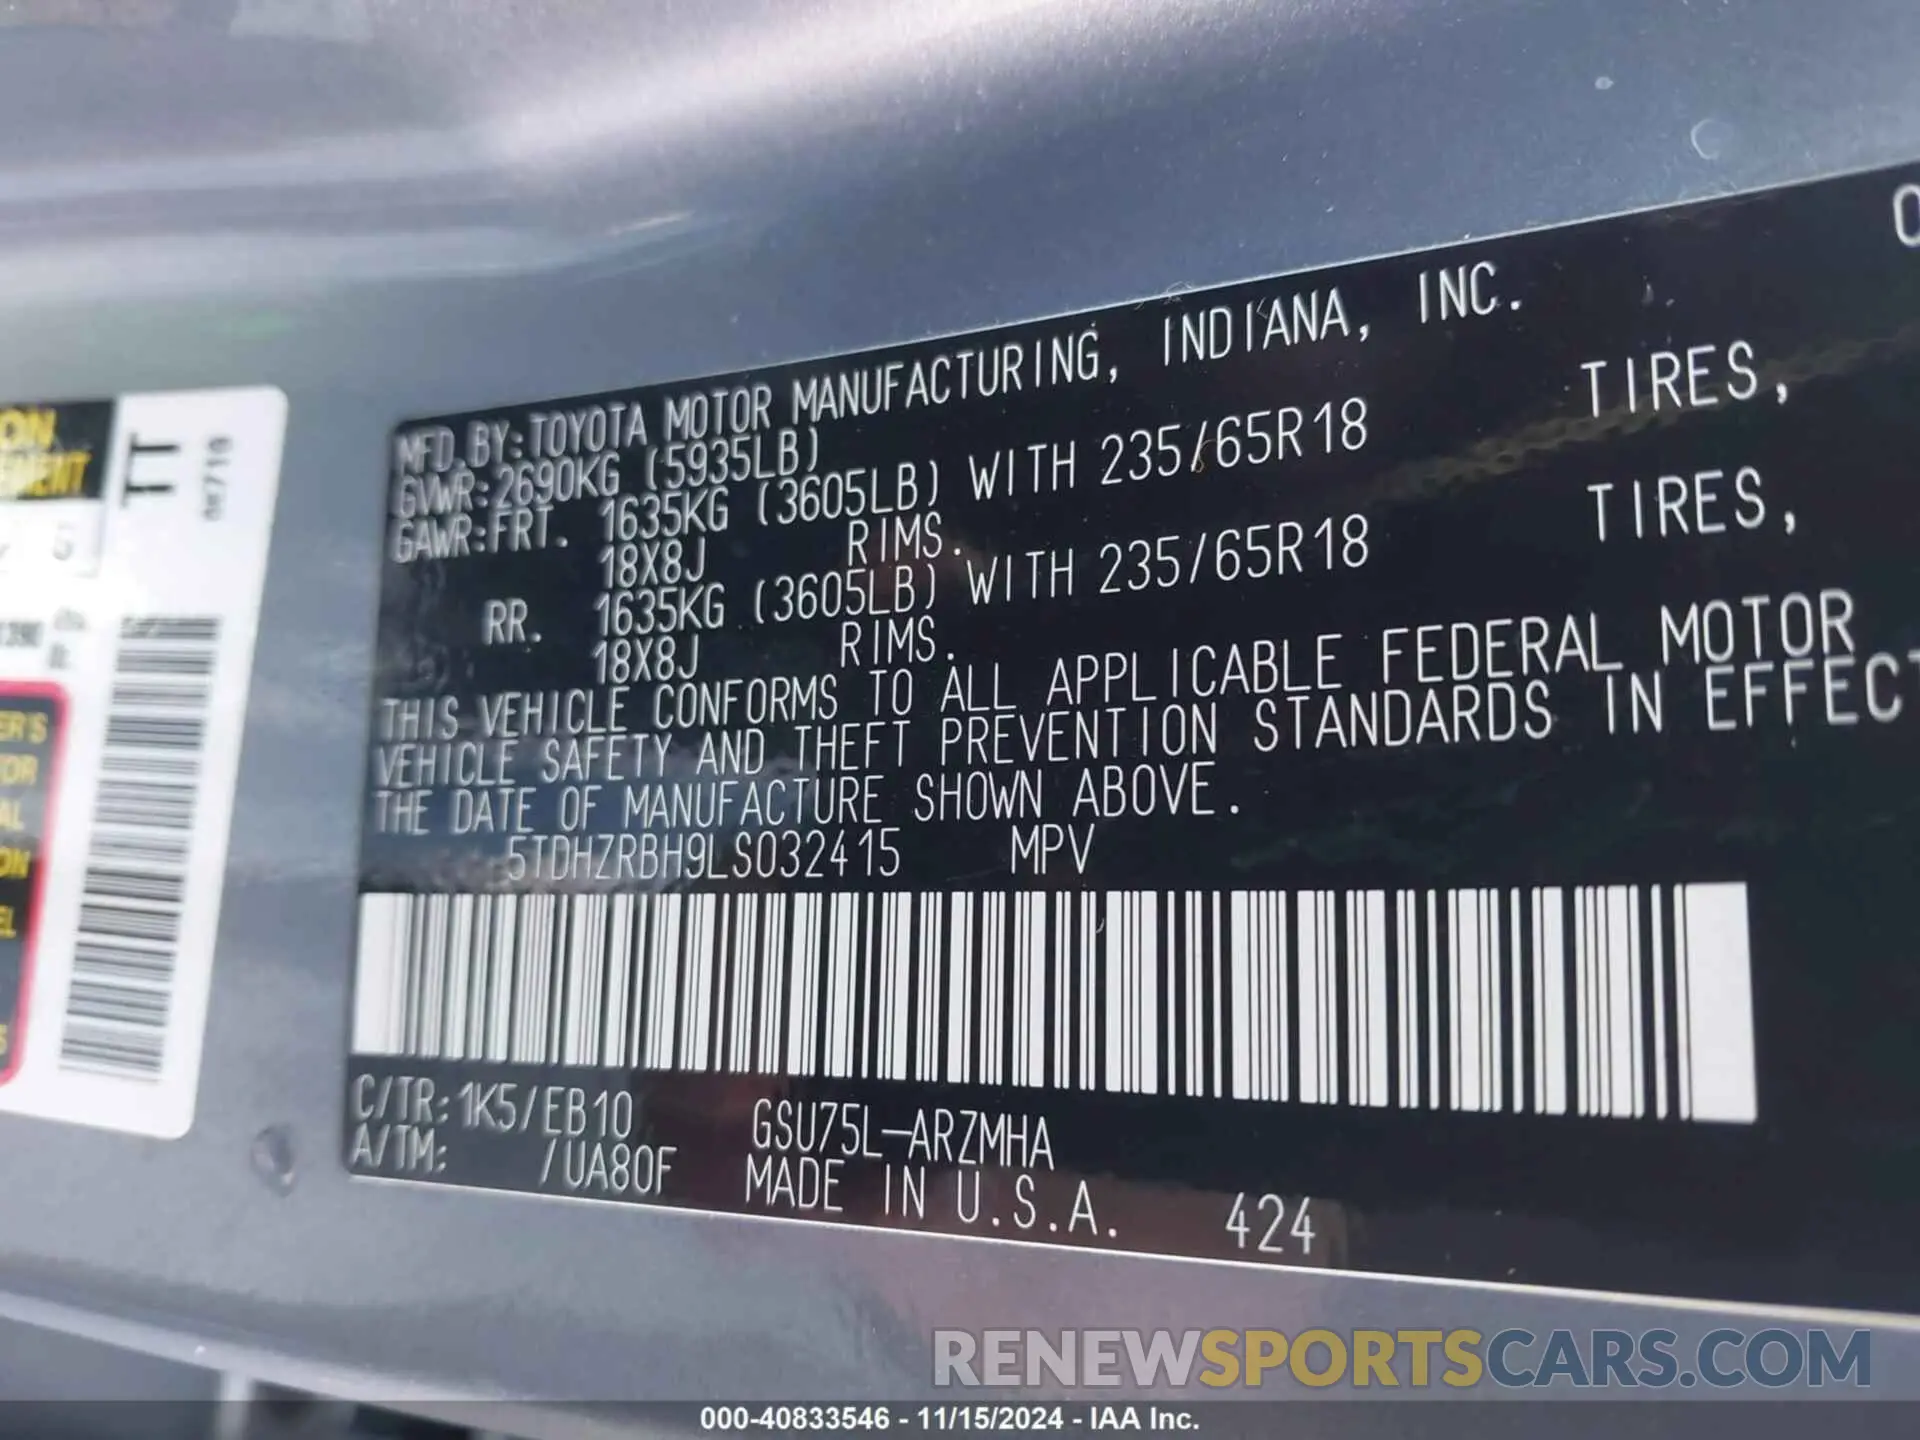 MFD.BY:TOYOTA MOTOR MANUFACTURING, INDIANA, INC.
GVWR:2690KG (5935LB)
GAWR:FRT. 1635KG (3605LB) WITH 235/65R18 TIRES,
18X8J RIMS.
RR. 1635KG (3605LB) WITH 235/65R18 TIRES,
18X8J RIMS.
THIS VEHICLE CONFORMS TO ALL APPLICABLE FEDERAL MOTOR
VEHICLE SAFETY AND THEFT PREVENTION STANDARDS IN EFFECT
THE DATE OF MANUFACTURE SHOWN ABOVE.
5TDHZRBH9LS032415 MPV
C/TR:1K5/EB10 GSU75L-ARZMHA
A/TM: /UA80F MADE IN U.S.A. 424
TT
RENEWSPORTSCARS.COM
000-40833546 - 11/15/2024 - IAA Inc.